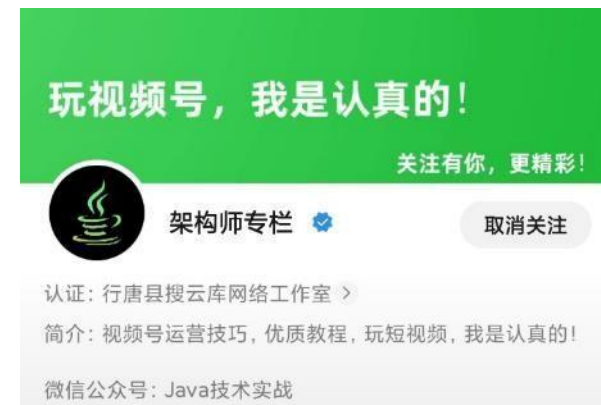 玩视频号，我是认真的！
关注有你，更精彩！
架构师专栏
取消关注
认证：行唐县搜云库网络工作室 >
简介：视频号运营技巧，优质教程，玩短视频，我是认真的！
微信公众号：Java技术实战